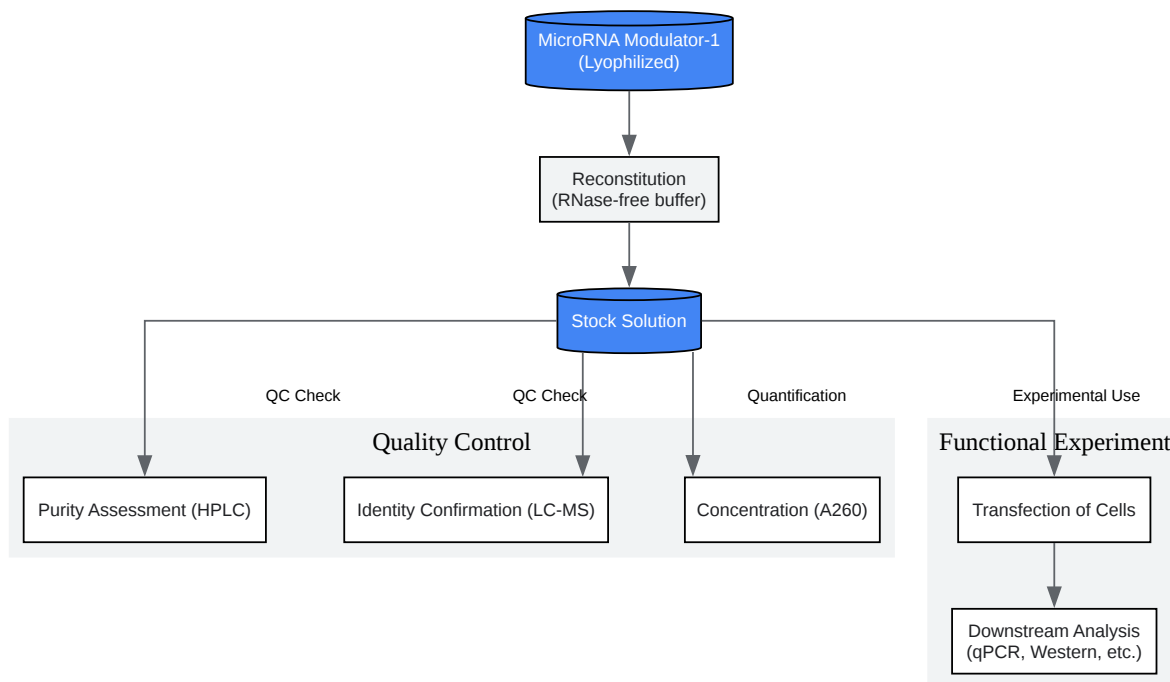 MicroRNA Modulator-1
(Lyophilized)
Reconstitution
(RNase-free buffer)
Stock Solution
QC Check
QC Check
Quantification
Experimental Use
Quality Control
Functional Experiment
Purity Assessment (HPLC)
Identity Confirmation (LC-MS)
Concentration (A260)
Transfection of Cells
Downstream Analysis
(qPCR, Western, etc.)